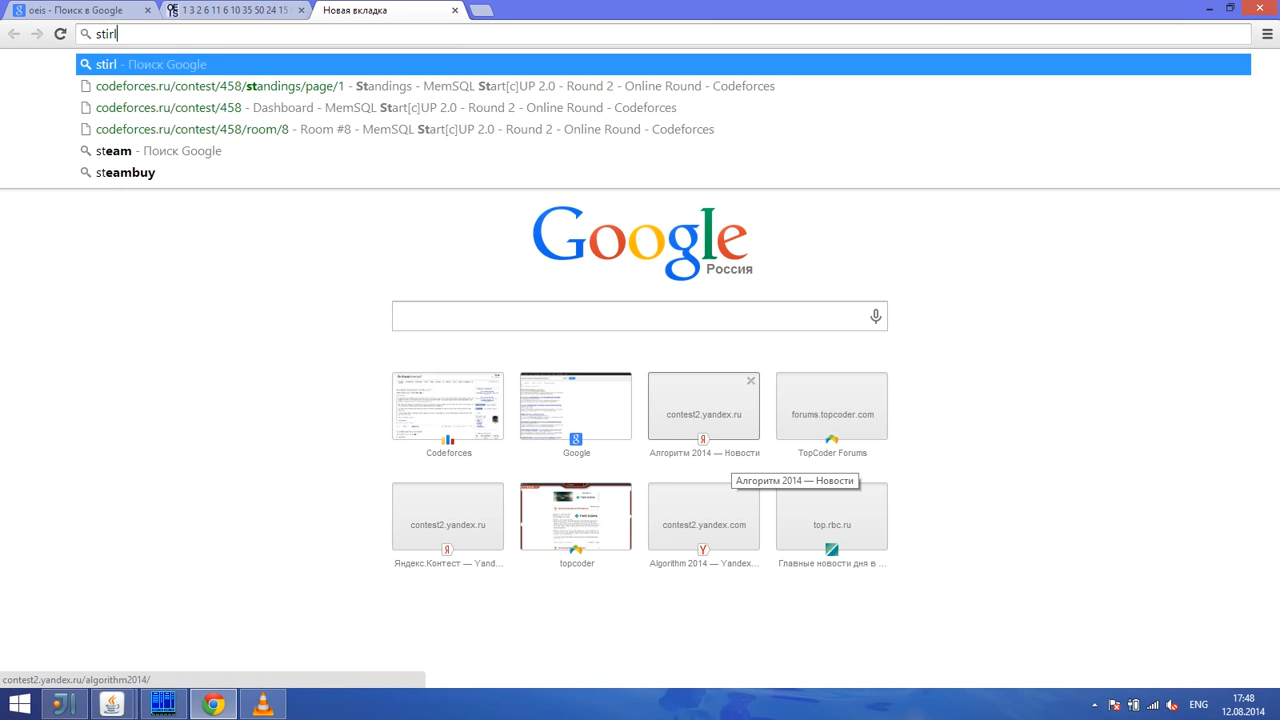 oeis - Поиск в Google
1 3 2 6 11 6 10 35 50 24 15
Новая вкладка
stirl
stirl - Поиск Google
codeforces.ru/contest/458/standings/page/1 - Standings - MemSQL Start[c]UP 2.0 - Round 2 - Online Round - Codeforces
codeforces.ru/contest/458 - Dashboard - MemSQL Start[c]UP 2.0 - Round 2 - Online Round - Codeforces
codeforces.ru/contest/458/room/8 - Room #8 - MemSQL Start[c]UP 2.0 - Round 2 - Online Round - Codeforces
steam - Поиск Google
steambuy
Google
Россия
contest2.yandex.ru
forums.topcoder.com
Codeforces
Google
Алгоритм 2014 — Новости
TopCoder Forums
Алгоритм 2014 — Новости
contest2.yandex.ru
contest2.yandex.com
top.rbc.ru
Яндекс.Контест — Yand...
topcoder
Algorithm 2014 — Yandex...
Главные новости дня в ...
contest2.yandex.ru/algorithm2014/
ENG
17:48
12.08.2014